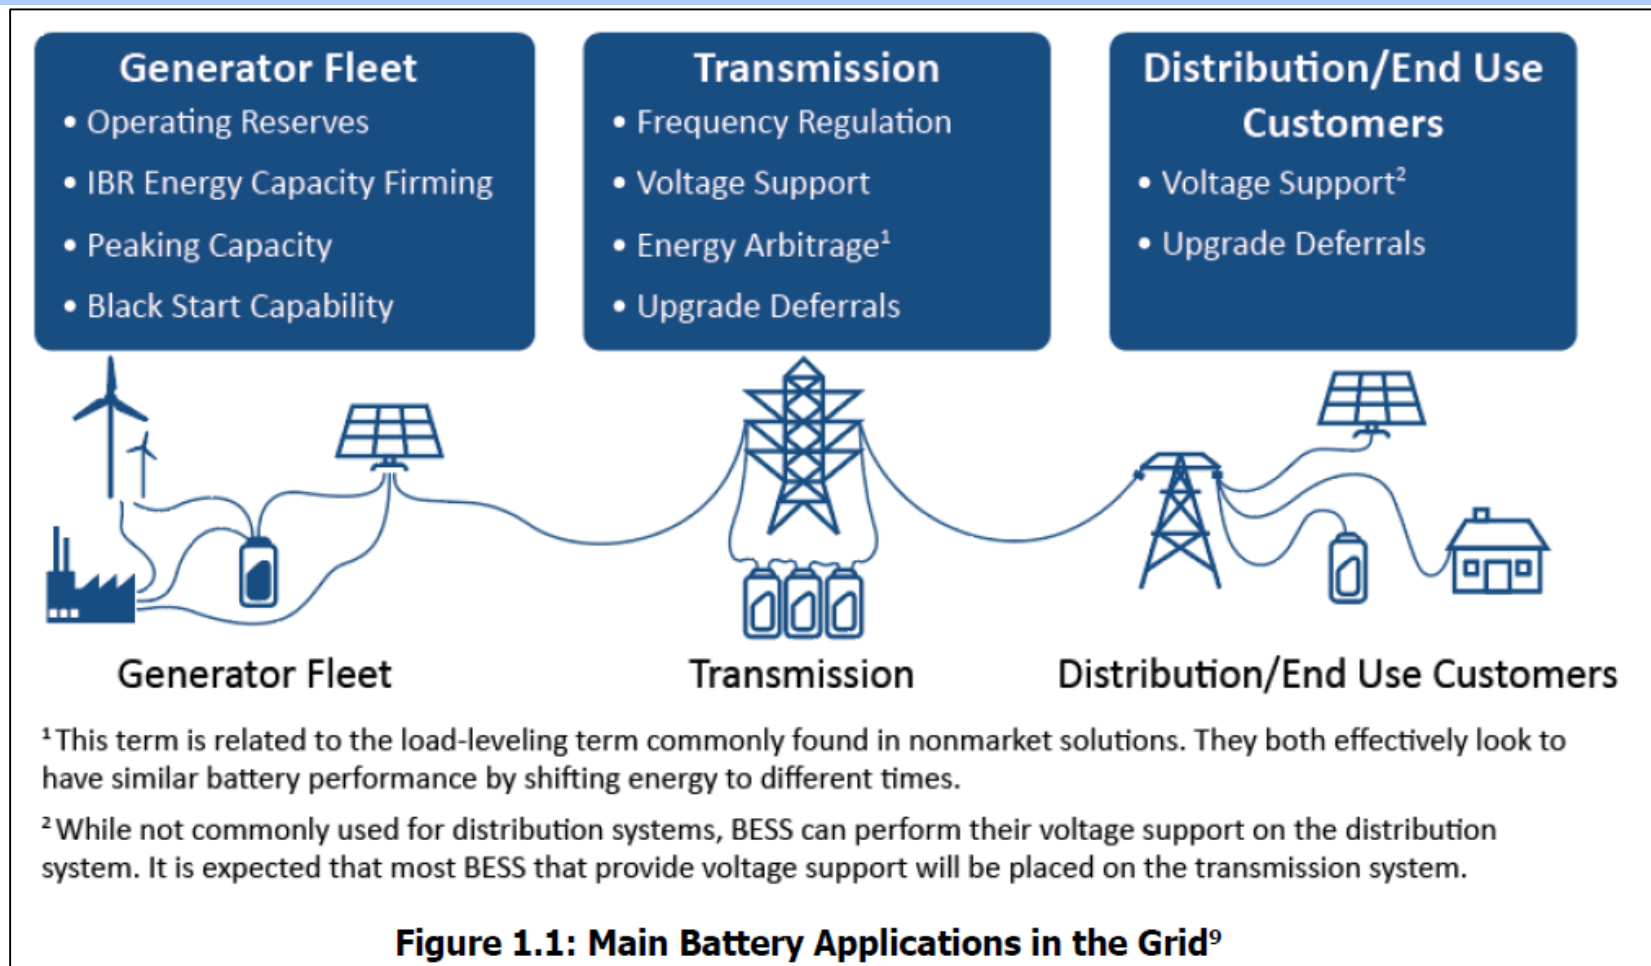 Generator Fleet
• Operating Reserves
• IBR Energy Capacity Firming
• Peaking Capacity
• Black Start Capability
Transmission
• Frequency Regulation
• Voltage Support
• Energy Arbitrage¹
• Upgrade Deferrals
Distribution/End Use
Customers
• Voltage Support²
• Upgrade Deferrals
Generator Fleet
Transmission
Distribution/End Use Customers
¹ This term is related to the load-leveling term commonly found in nonmarket solutions. They both effectively look to
have similar battery performance by shifting energy to different times.
² While not commonly used for distribution systems, BESS can perform their voltage support on the distribution
system. It is expected that most BESS that provide voltage support will be placed on the transmission system.
Figure 1.1: Main Battery Applications in the Grid⁹